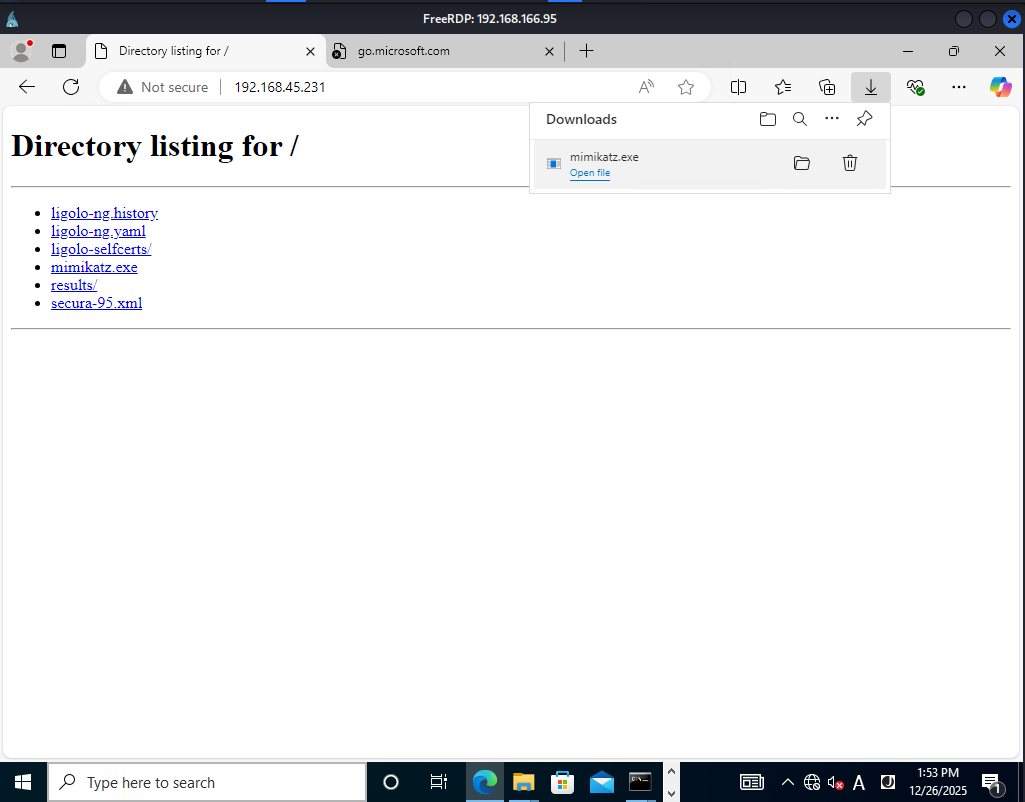 FreeRDP: 192.168.166.95
Directory listing for /
go.microsoft.com
Not secure
192.168.45.231
Downloads
mimikatz.exe
Open file
Directory listing for /
ligolo-ng.history
ligolo-ng.yaml
ligolo-selfcerts/
mimikatz.exe
results/
secura-95.xml
Type here to search
A
1:53 PM
12/26/2025
1